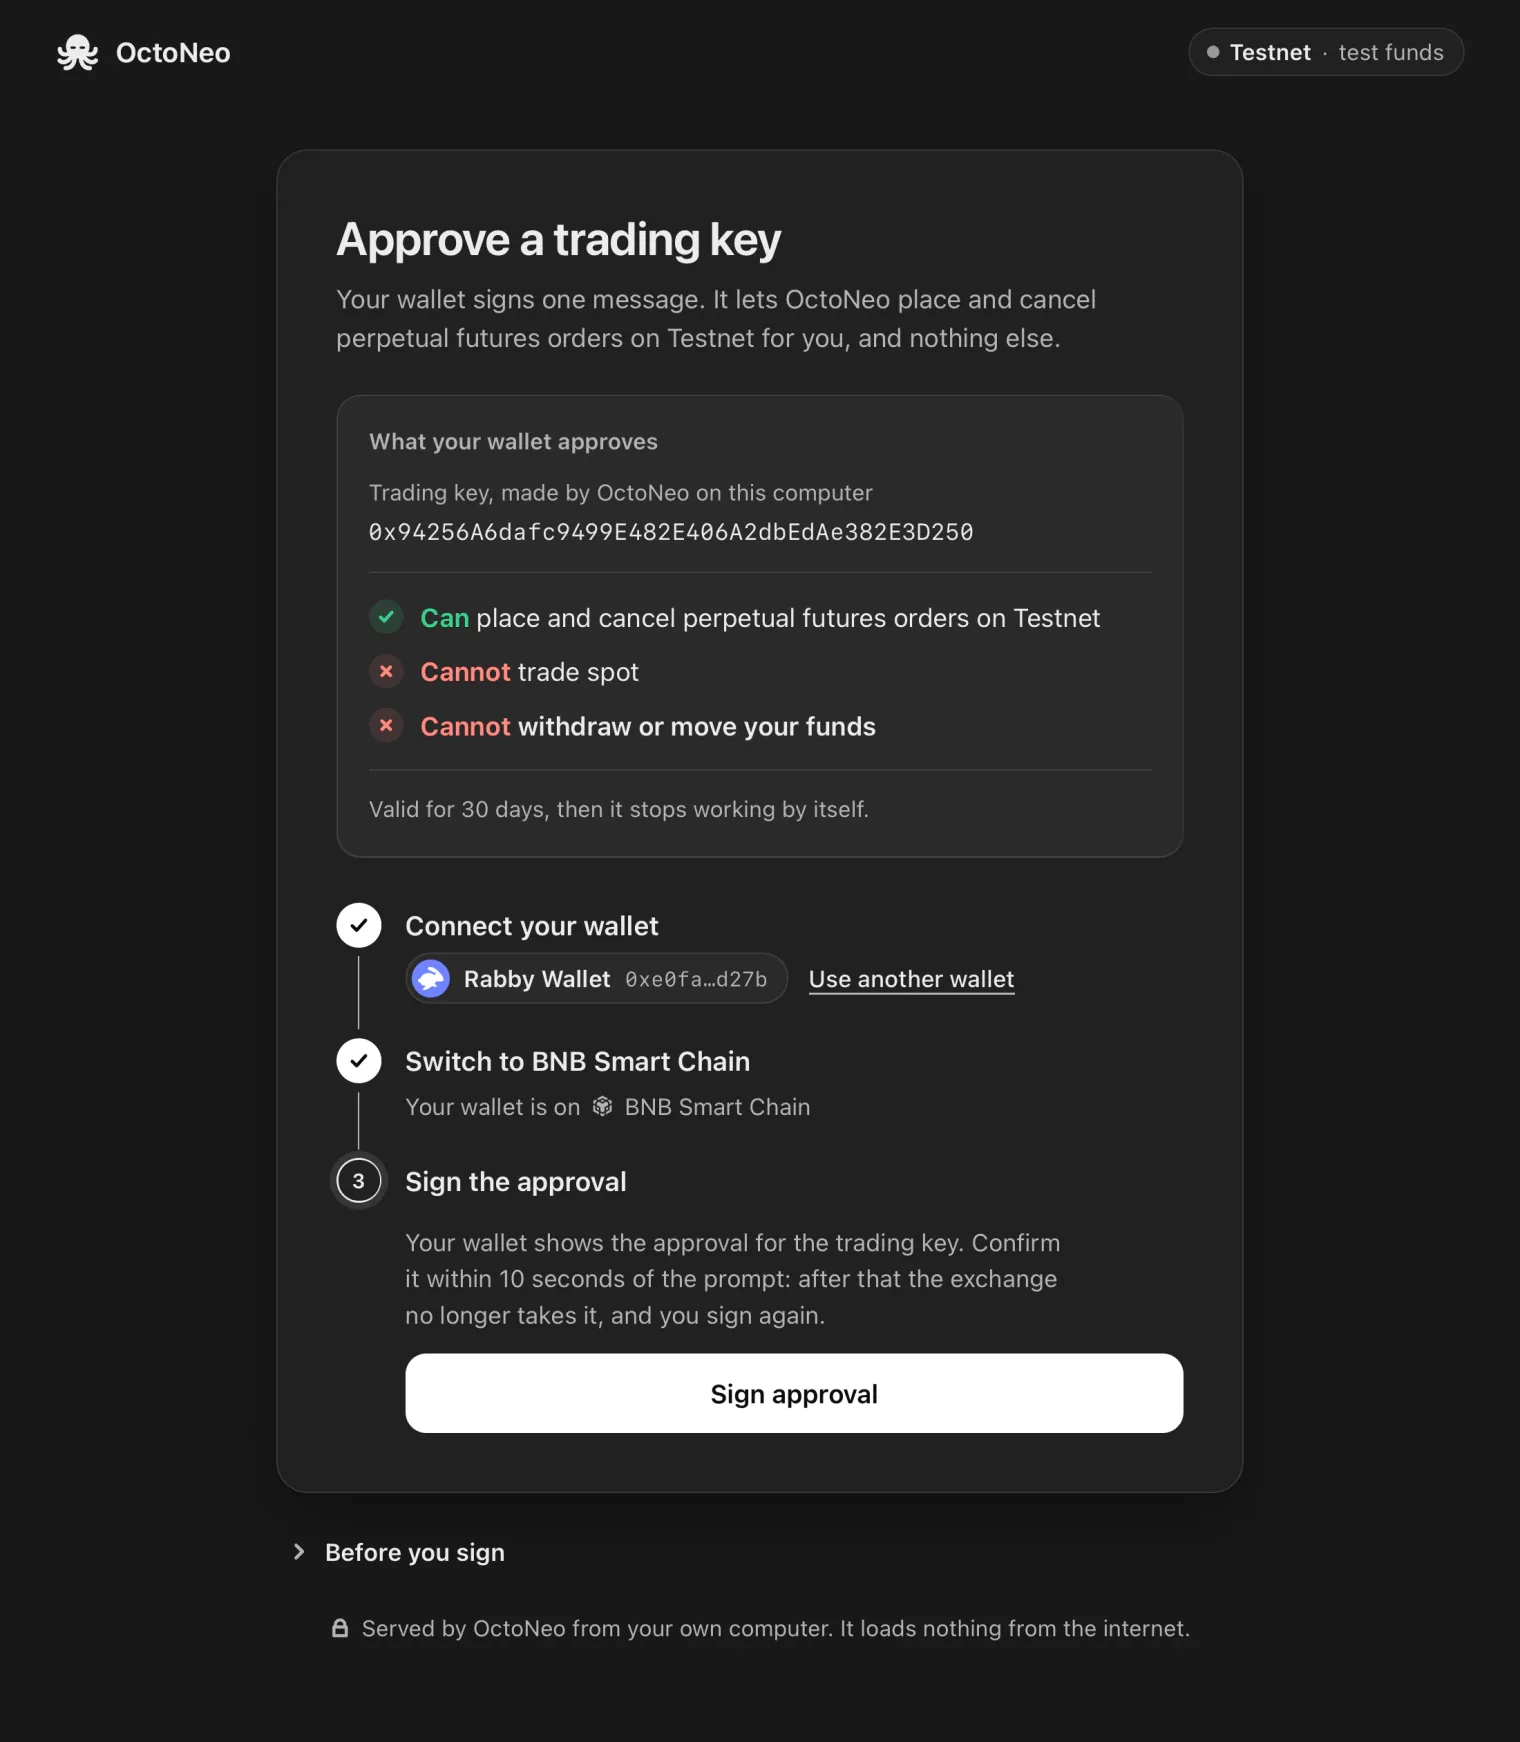 OctoNeo
Testnet · test funds
Approve a trading key
Your wallet signs one message. It lets OctoNeo place and cancel
perpetual futures orders on Testnet for you, and nothing else.
What your wallet approves
Trading key, made by OctoNeo on this computer
0x94256A6dafc9499E482E406A2dbEdAe382E3D250
Can place and cancel perpetual futures orders on Testnet
Cannot trade spot
Cannot withdraw or move your funds
Valid for 30 days, then it stops working by itself.
Connect your wallet
Rabby Wallet 0xe0fa…d27b Use another wallet
Switch to BNB Smart Chain
Your wallet is on BNB Smart Chain
3 Sign the approval
Your wallet shows the approval for the trading key. Confirm
it within 10 seconds of the prompt: after that the exchange
no longer takes it, and you sign again.
Sign approval
Before you sign
Served by OctoNeo from your own computer. It loads nothing from the internet.